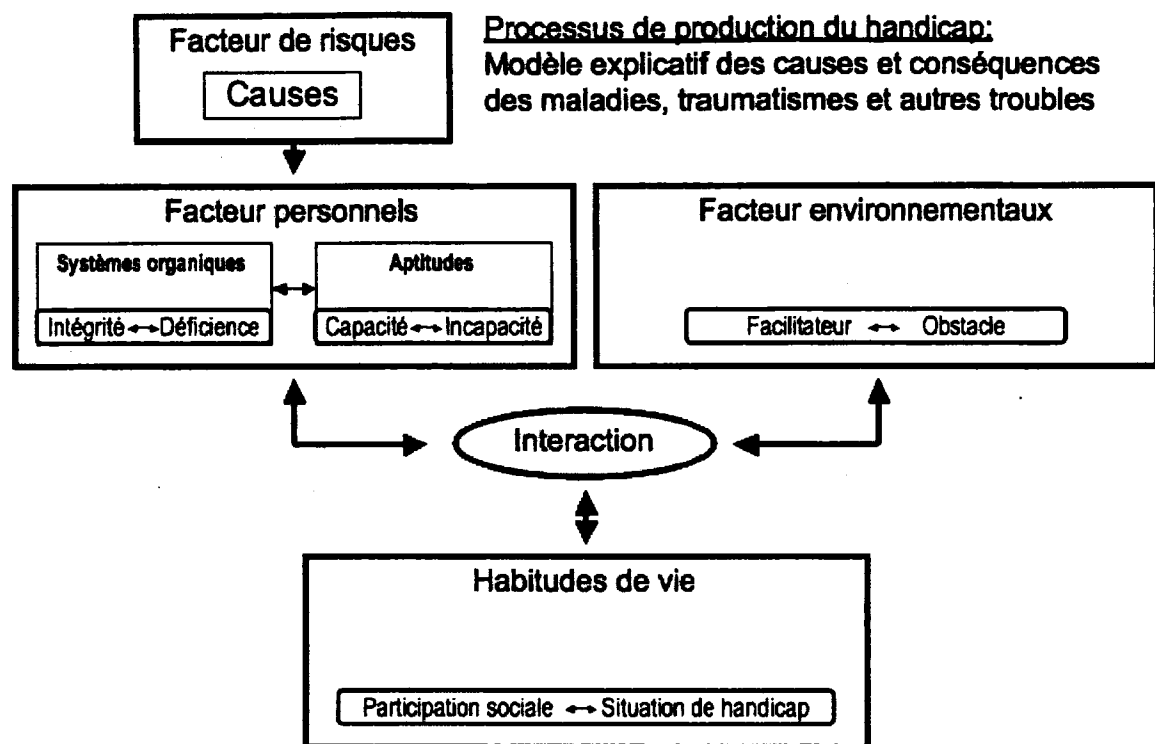 Facteur de risques
Causes
Processus de production du handicap:
Modèle explicatif des causes et conséquences
des maladies, traumatismes et autres troubles
Facteur personnels
Systèmes organiques
Intégrité ↔ Déficience
Aptitudes
Capacité ↔ Incapacité
Facteur environnementaux
Facilitateur ↔ Obstacle
Interaction
Habitudes de vie
Participation sociale ↔ Situation de handicap